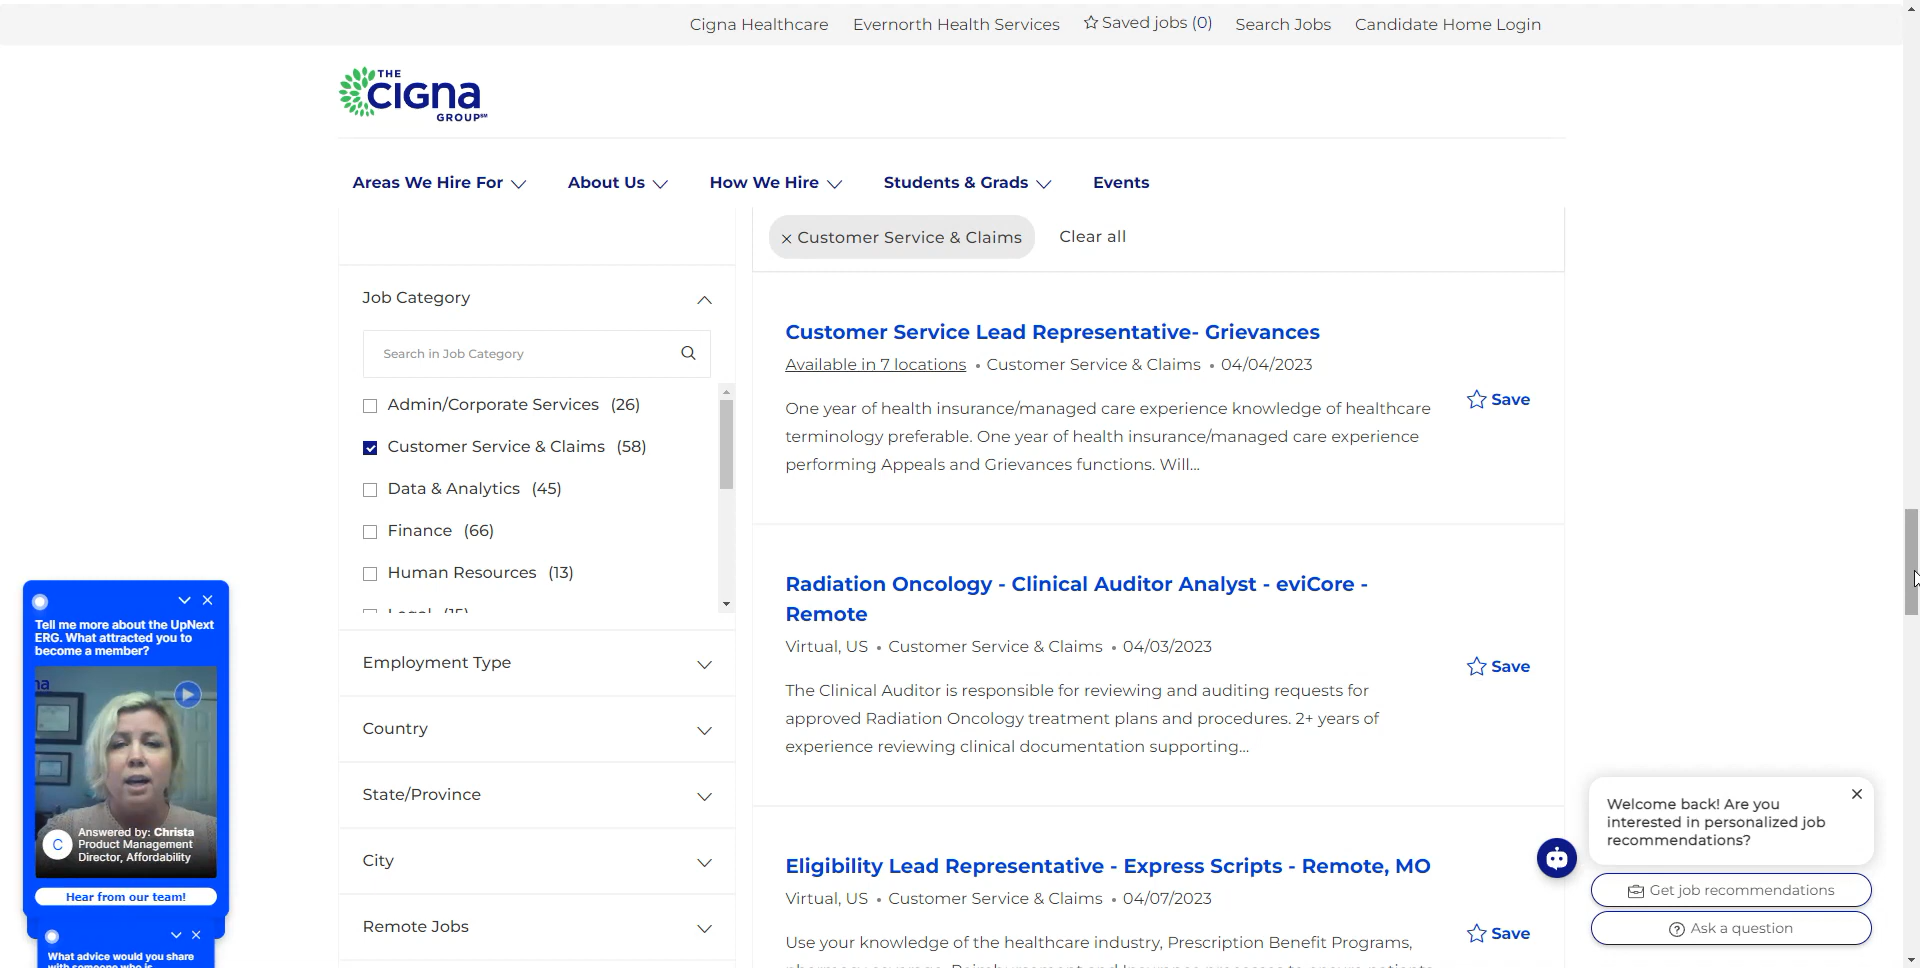 Cigna Healthcare Evernorth Health Services Saved jobs (0) Search Jobs Candidate Home Login
THE
cigna
GROUP℠
Areas We Hire For About Us How We Hire Students & Grads Events
× Customer Service & Claims Clear all
Job Category
Search in Job Category
Admin/Corporate Services (26)
Customer Service & Claims (58)
Data & Analytics (45)
Finance (66)
Human Resources (13)
Legal (15)
Employment Type
Country
State/Province
City
Remote Jobs
Customer Service Lead Representative- Grievances
Available in 7 locations • Customer Service & Claims • 04/04/2023
One year of health insurance/managed care experience knowledge of healthcare
terminology preferable. One year of health insurance/managed care experience
performing Appeals and Grievances functions. Will...
Save
Radiation Oncology - Clinical Auditor Analyst - eviCore -
Remote
Virtual, US • Customer Service & Claims • 04/03/2023
The Clinical Auditor is responsible for reviewing and auditing requests for
approved Radiation Oncology treatment plans and procedures. 2+ years of
experience reviewing clinical documentation supporting...
Save
Eligibility Lead Representative - Express Scripts - Remote, MO
Virtual, US • Customer Service & Claims • 04/07/2023
Use your knowledge of the healthcare industry, Prescription Benefit Programs,
Save
Tell me more about the UpNext
ERG. What attracted you to
become a member?
na
C
Answered by: Christa
Product Management
Director, Affordability
Hear from our team!
What advice would you share
with someone who is
Welcome back! Are you
interested in personalized job
recommendations?
Get job recommendations
Ask a question